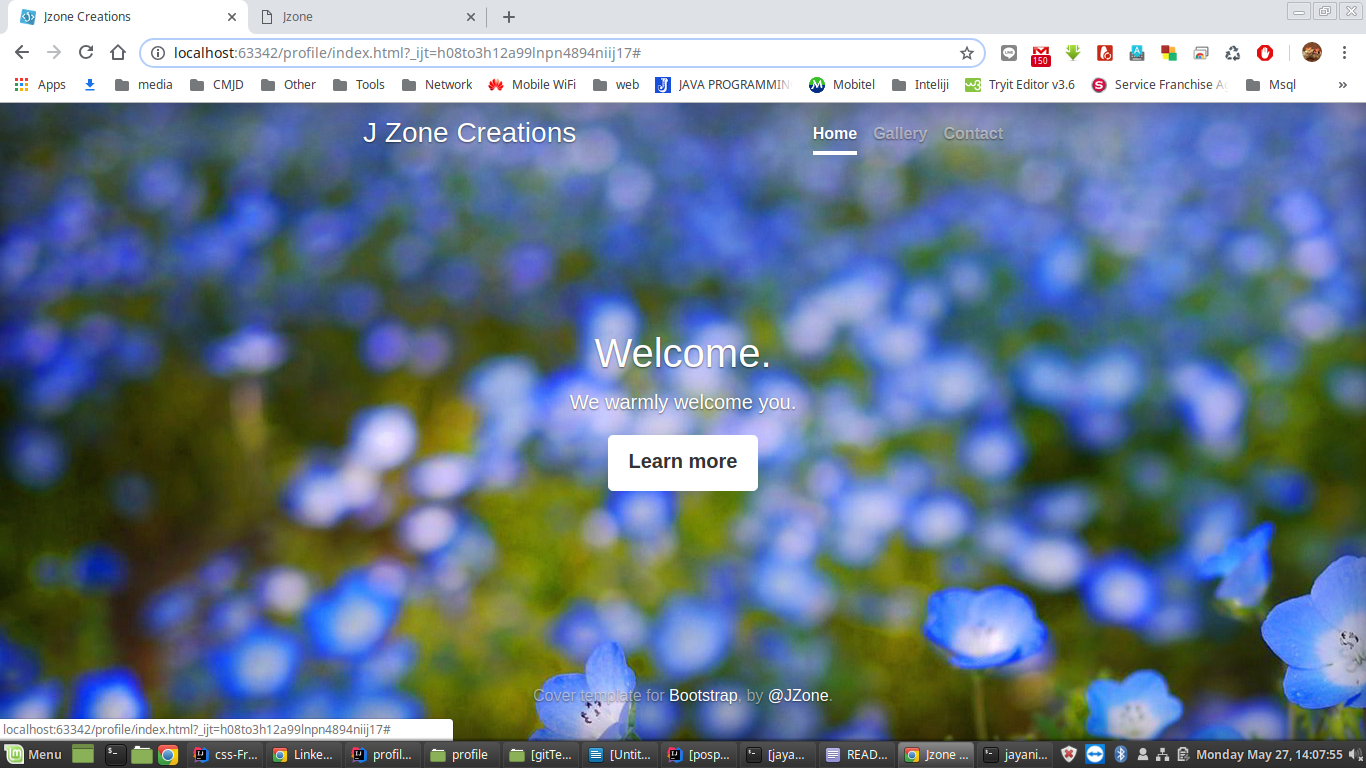 Jzone Creations
Jzone
localhost:63342/profile/index.html?_ijt=h08to3h12a99lnpn4894niij17#
150
Apps media CMJD Other Tools Network Mobile WiFi web JAVA PROGRAMMIN Mobitel Inteliji Tryit Editor v3.6 Service Franchise Ag Msql »
J Zone Creations
Home Gallery Contact
Welcome.
We warmly welcome you.
Learn more
Cover template for Bootstrap, by @JZone.
localhost:63342/profile/index.html?_ijt=h08to3h12a99lnpn4894niij17#
Menu css-Fr... Linke... profil... profile [gitTe... [Untit... [posp... [jaya... READ... Jzone ... jayani... Monday May 27, 14:07:55